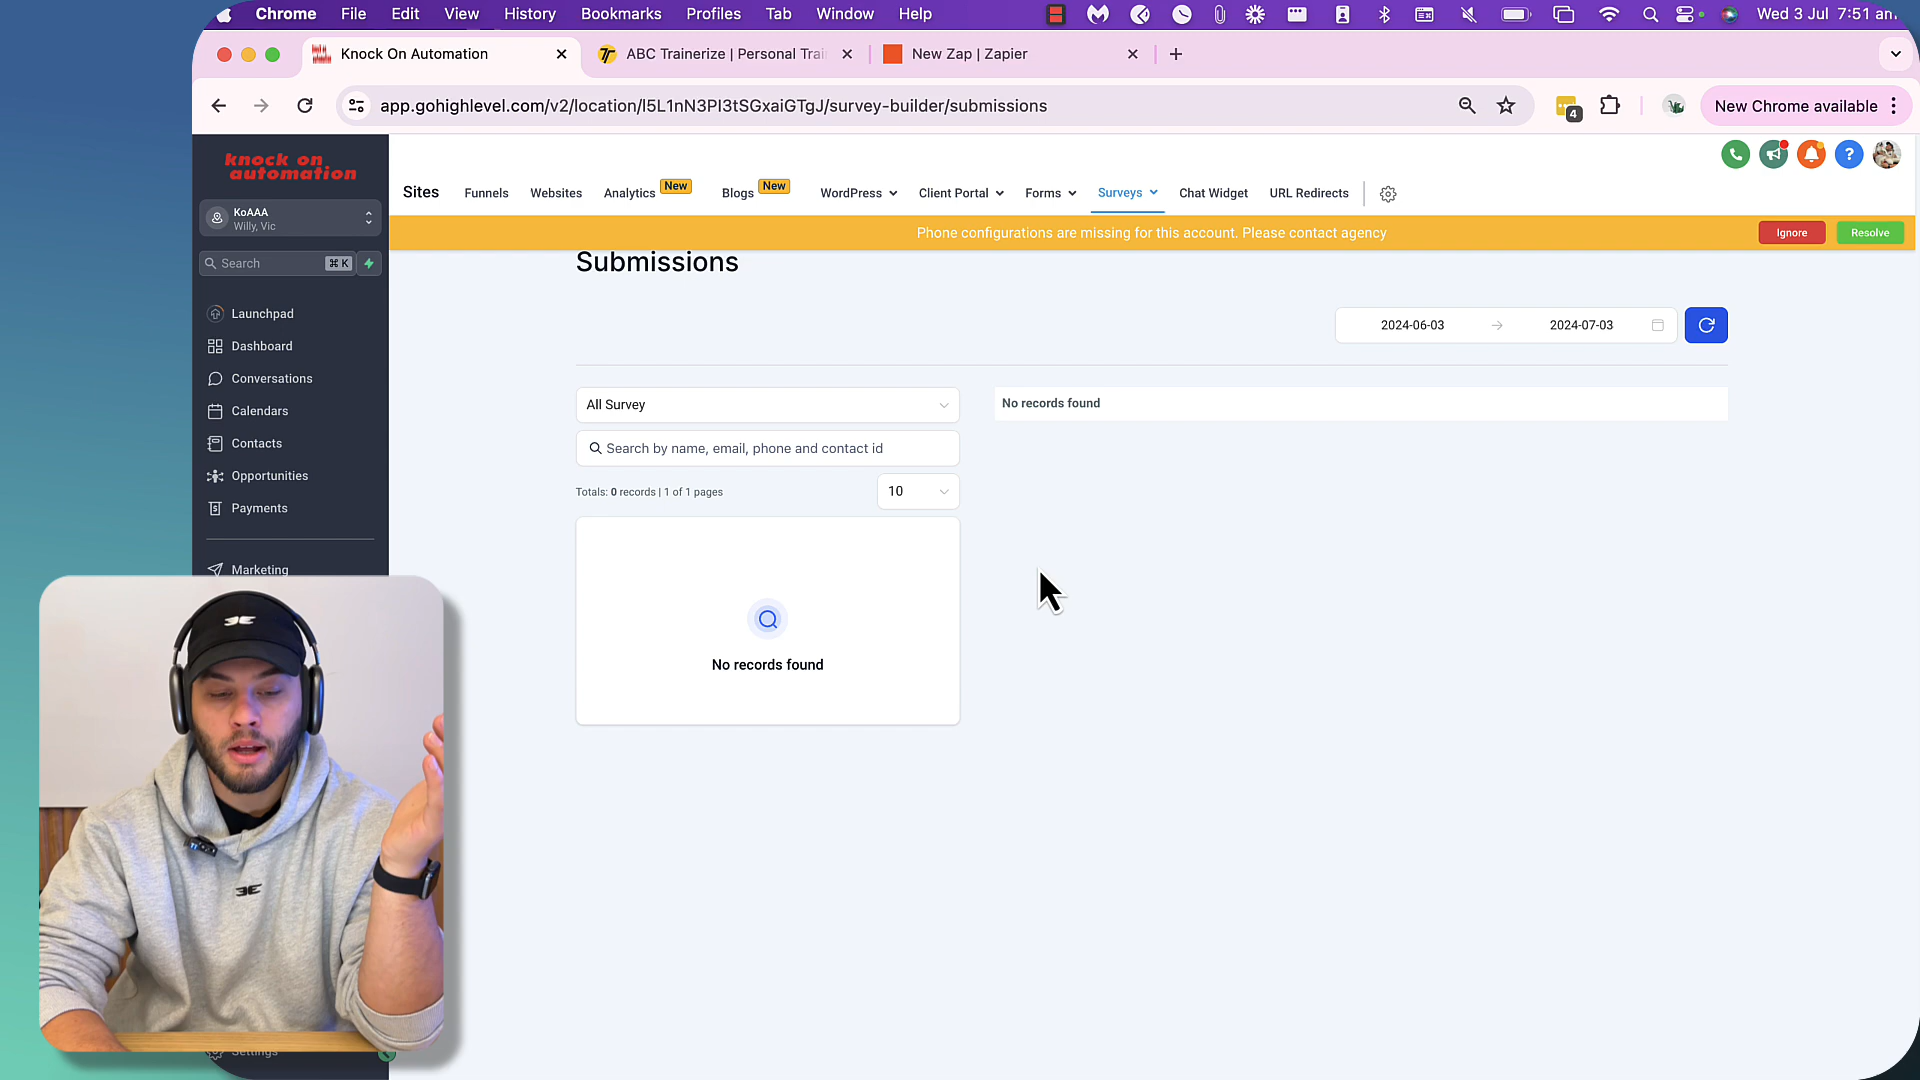 Chrome File Edit View History Bookmarks Profiles Tab Window Help Wed 3 Jul 7:51 am
Knock On Automation
ABC Trainerize | Personal Trai
New Zap | Zapier
app.gohighlevel.com/v2/location/I5L1nN3PI3tSGxaiGTgJ/survey-builder/submissions
4
New Chrome available
knock on
automation
KoAAA
Willy, Vic
Search ⌘ K
Launchpad
Dashboard
Conversations
Calendars
Contacts
Opportunities
Payments
Marketing
Settings
Sites Funnels Websites Analytics New Blogs New WordPress Client Portal Forms Surveys Chat Widget URL Redirects
Phone configurations are missing for this account. Please contact agency
Ignore
Resolve
Submissions
2024-06-03 → 2024-07-03
All Survey
Search by name, email, phone and contact id
Totals: 0 records | 1 of 1 pages
10
No records found
No records found